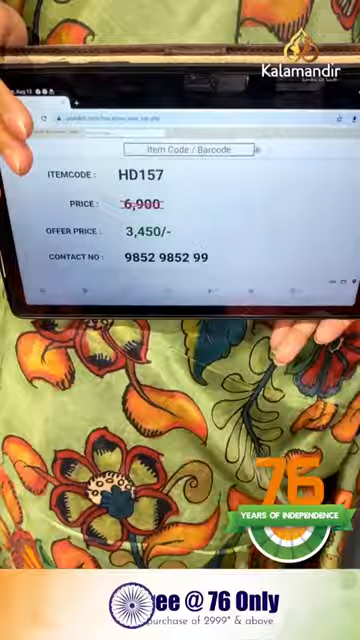 Kalamandir
Item Code / Barcode
ITEMCODE : HD157
PRICE : 6,900
OFFER PRICE : 3,450/-
CONTACT NO : 9852 9852 99
76
YEARS OF INDEPENDENCE
ee @ 76 Only
purchase of 2999* & above